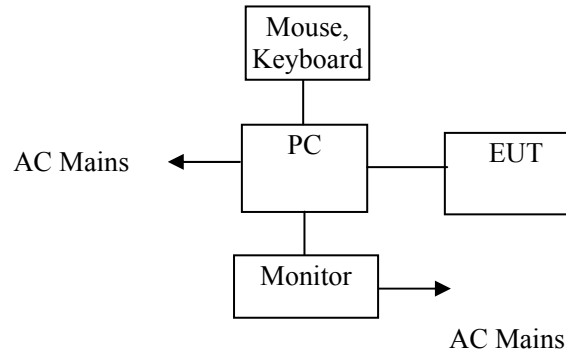 Mouse,
Keyboard
PC
EUT
AC Mains
Monitor
AC Mains